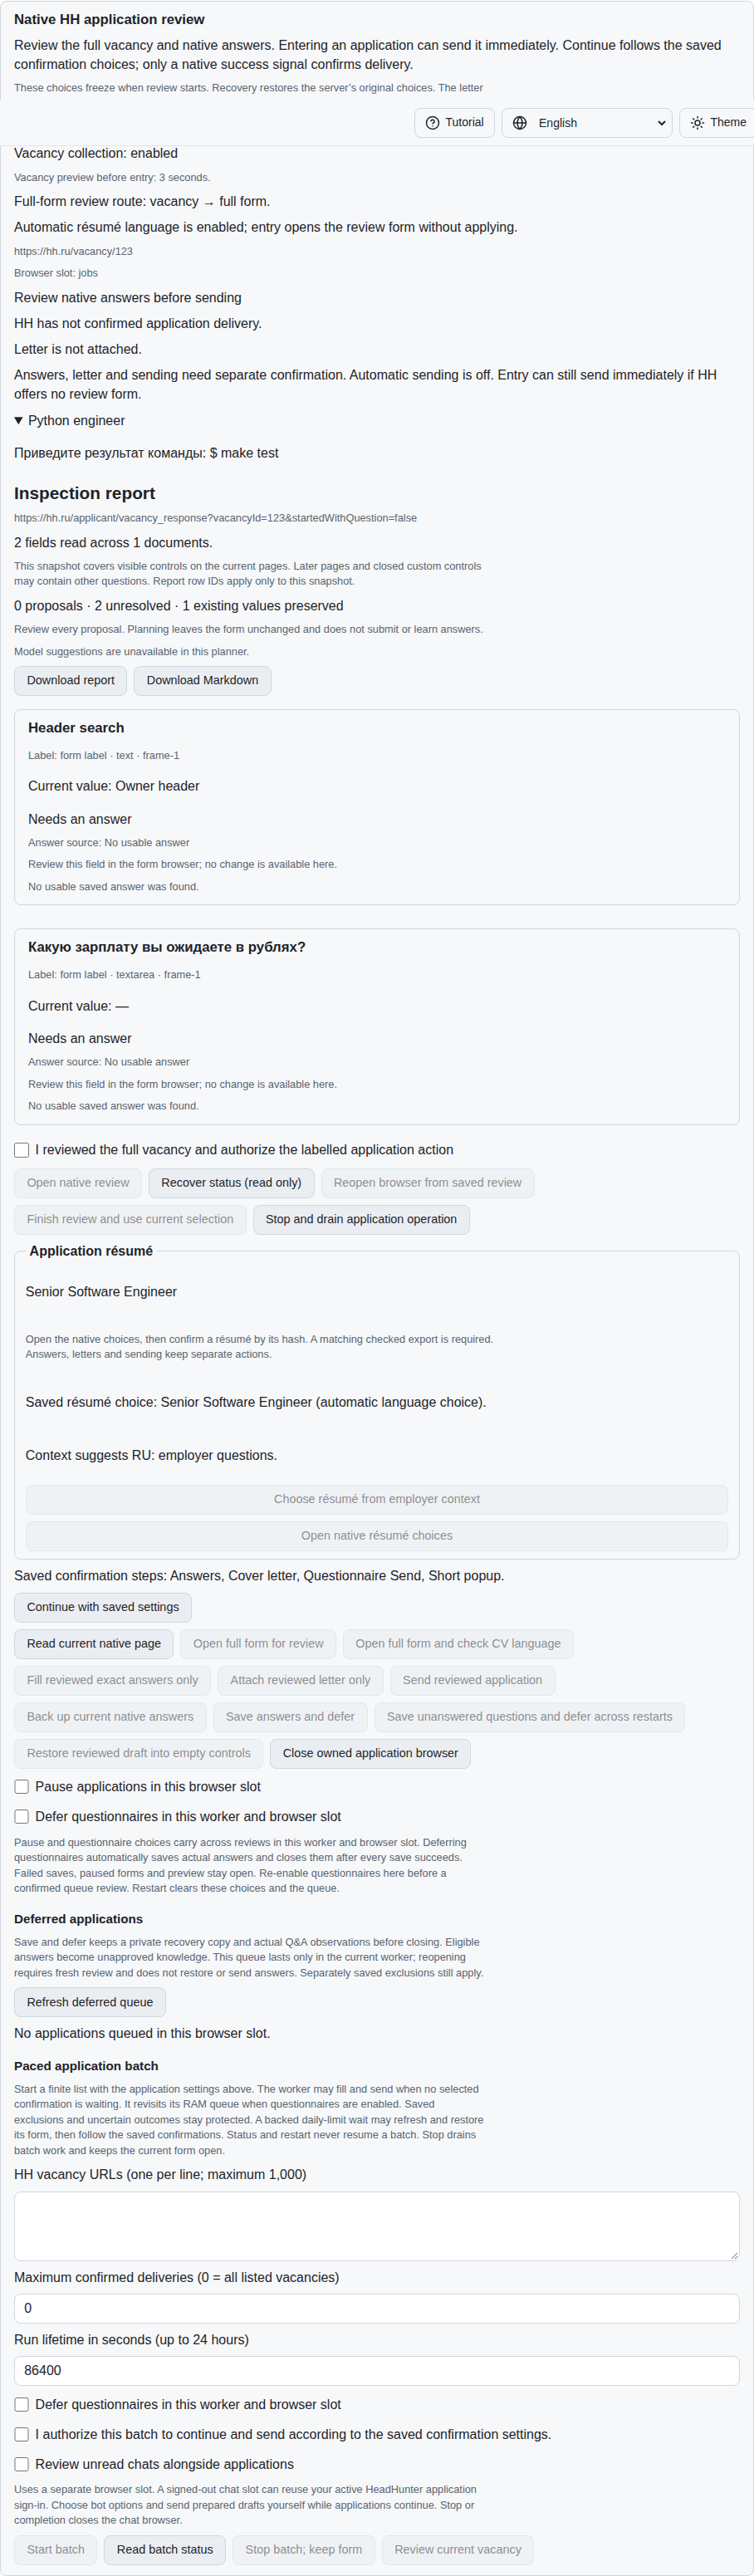 Native HH application review
Review the full vacancy and native answers. Entering an application can send it immediately. Continue follows the saved
confirmation choices; only a native success signal confirms delivery.
These choices freeze when review starts. Recovery restores the server's original choices. The letter
Tutorial
English
Theme
Vacancy collection: enabled
Vacancy preview before entry: 3 seconds.
Full-form review route: vacancy → full form.
Automatic résumé language is enabled; entry opens the review form without applying.
https://hh.ru/vacancy/123
Browser slot: jobs
Review native answers before sending
HH has not confirmed application delivery.
Letter is not attached.
Answers, letter and sending need separate confirmation. Automatic sending is off. Entry can still send immediately if HH
offers no review form.
▼ Python engineer
Приведите результат команды: $ make test
Inspection report
https://hh.ru/applicant/vacancy_response?vacancyId=123&startedWithQuestion=false
2 fields read across 1 documents.
This snapshot covers visible controls on the current pages. Later pages and closed custom controls
may contain other questions. Report row IDs apply only to this snapshot.
0 proposals · 2 unresolved · 1 existing values preserved
Review every proposal. Planning leaves the form unchanged and does not submit or learn answers.
Model suggestions are unavailable in this planner.
Download report
Download Markdown
Header search
Label: form label · text · frame-1
Current value: Owner header
Needs an answer
Answer source: No usable answer
Review this field in the form browser; no change is available here.
No usable saved answer was found.
Какую зарплату вы ожидаете в рублях?
Label: form label · textarea · frame-1
Current value: —
Needs an answer
Answer source: No usable answer
Review this field in the form browser; no change is available here.
No usable saved answer was found.
I reviewed the full vacancy and authorize the labelled application action
Open native review
Recover status (read only)
Reopen browser from saved review
Finish review and use current selection
Stop and drain application operation
Application résumé
Senior Software Engineer
Open the native choices, then confirm a résumé by its hash. A matching checked export is required.
Answers, letters and sending keep separate actions.
Saved résumé choice: Senior Software Engineer (automatic language choice).
Context suggests RU: employer questions.
Choose résumé from employer context
Open native résumé choices
Saved confirmation steps: Answers, Cover letter, Questionnaire Send, Short popup.
Continue with saved settings
Read current native page
Open full form for review
Open full form and check CV language
Fill reviewed exact answers only
Attach reviewed letter only
Send reviewed application
Back up current native answers
Save answers and defer
Save unanswered questions and defer across restarts
Restore reviewed draft into empty controls
Close owned application browser
Pause applications in this browser slot
Defer questionnaires in this worker and browser slot
Pause and questionnaire choices carry across reviews in this worker and browser slot. Deferring
questionnaires automatically saves actual answers and closes them after every save succeeds.
Failed saves, paused forms and preview stay open. Re-enable questionnaires here before a
confirmed queue review. Restart clears these choices and the queue.
Deferred applications
Save and defer keeps a private recovery copy and actual Q&A observations before closing. Eligible
answers become unapproved knowledge. This queue lasts only in the current worker; reopening
requires fresh review and does not restore or send answers. Separately saved exclusions still apply.
Refresh deferred queue
No applications queued in this browser slot.
Paced application batch
Start a finite list with the application settings above. The worker may fill and send when no selected
confirmation is waiting. It revisits its RAM queue when questionnaires are enabled. Saved
exclusions and uncertain outcomes stay protected. A backed daily-limit wait may refresh and restore
its form, then follow the saved confirmations. Status and restart never resume a batch. Stop drains
batch work and keeps the current form open.
HH vacancy URLs (one per line; maximum 1,000)
Maximum confirmed deliveries (0 = all listed vacancies)
0
Run lifetime in seconds (up to 24 hours)
86400
Defer questionnaires in this worker and browser slot
I authorize this batch to continue and send according to the saved confirmation settings.
Review unread chats alongside applications
Uses a separate browser slot. A signed-out chat slot can reuse your active HeadHunter application
sign-in. Choose bot options and send prepared drafts yourself while applications continue. Stop or
completion closes the chat browser.
Start batch
Read batch status
Stop batch; keep form
Review current vacancy